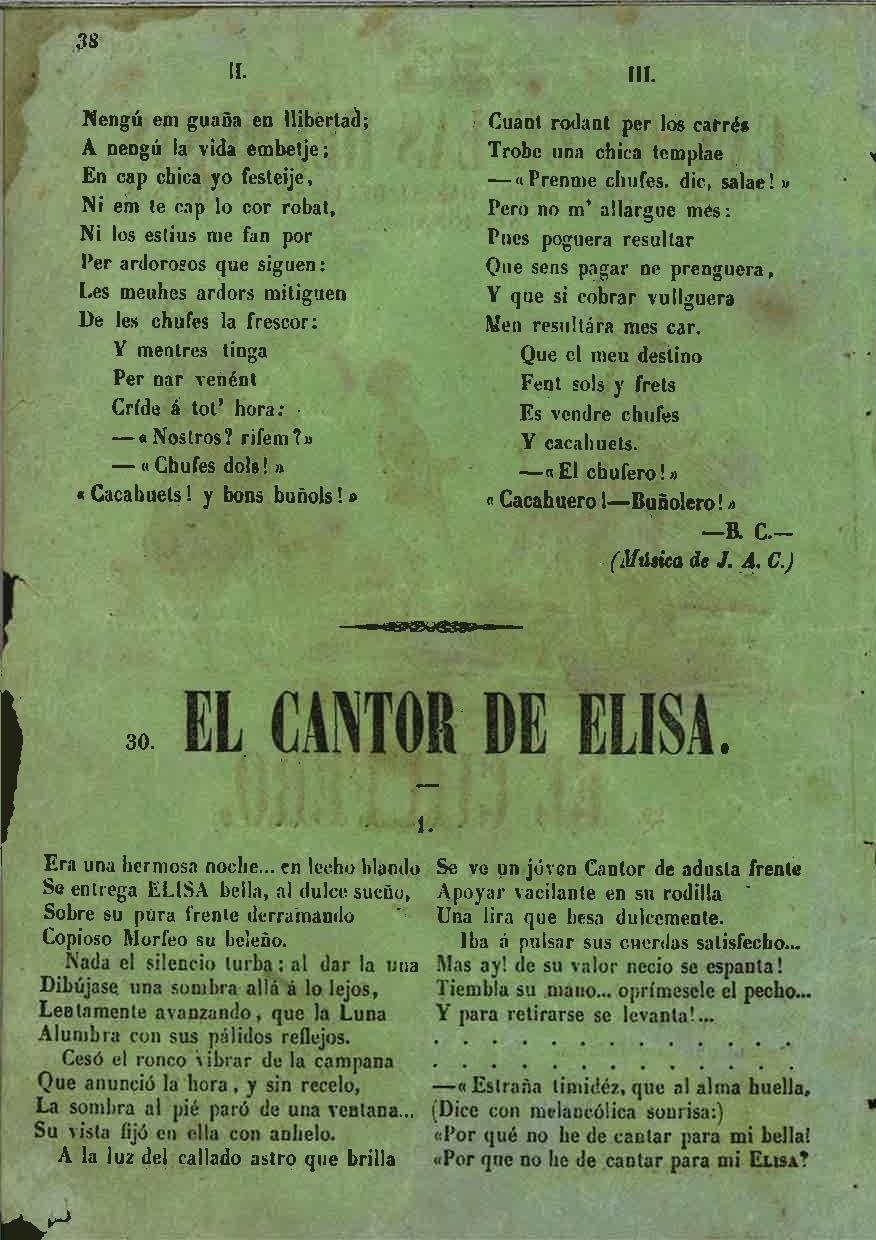 38
II.
Nengú em guaña en llibertad;
A nengú la vida embetje;
En cap chica yo festeije,
Ni em te cap lo cor robat,
Ni los estius me fan por
Per ardorosos que siguen:
Les meuhes ardors mitiguen
De les chufes la frescor:
Y mentres tinga
Per nar venént
Críde á tot' hora:
—«Nostros? rifem?»
—«Chufes dols!»
«Cacahuets! y bons buñols!»
III.
Cuant rodant per los carrés
Trobe una chica templae
—«Prenme chufes, dic, salae!»
Pero no m' allargue més:
Pues poguera resultar
Que sens pagar ne prenguera,
Y que si cobrar vullguera
Men resultára mes car.
Que el meu destino
Fent sols y frets
Es vendre chufes
Y cacahuets.
—«El chufero!»
«Cacahuero!—Buñolero!»
—B. C.—
(Música de J. A. C.)
30. EL CANTOR DE ELISA.
1.
Era una hermosa noche... en lecho blando
Se entrega ELISA bella, al dulce sueño,
Sobre su pura frente derramando
Copioso Morfeo su beleño.
Nada el silencio turba: al dar la una
Dibújase una sombra allá á lo lejos,
Lentamente avanzando, que la Luna
Alumbra con sus pálidos reflejos.
Cesó el ronco vibrar de la campana
Que anunció la hora, y sin recelo,
La sombra al pié paró de una ventana...
Su vista fijó en ella con anhelo.
A la luz del callado astro que brilla
Se ve un jóven Cantor de adusta frente
Apoyar vacilante en su rodilla
Una lira que besa dulcemente.
Iba á pulsar sus cuerdas satisfecho...
Mas ay! de su valor necio se espanta!
Tiembla su mano... oprímesele el pecho...
Y para retirarse se levanta!...
. . . . . . . . . . . . . .
. . . . . . . . . . . . . .
—«Estraña timidéz, que al alma huella,
(Dice con melancólica sonrisa:)
«Por qué no he de cantar para mi bella!
«Por que no he de cantar para mi ELISA?